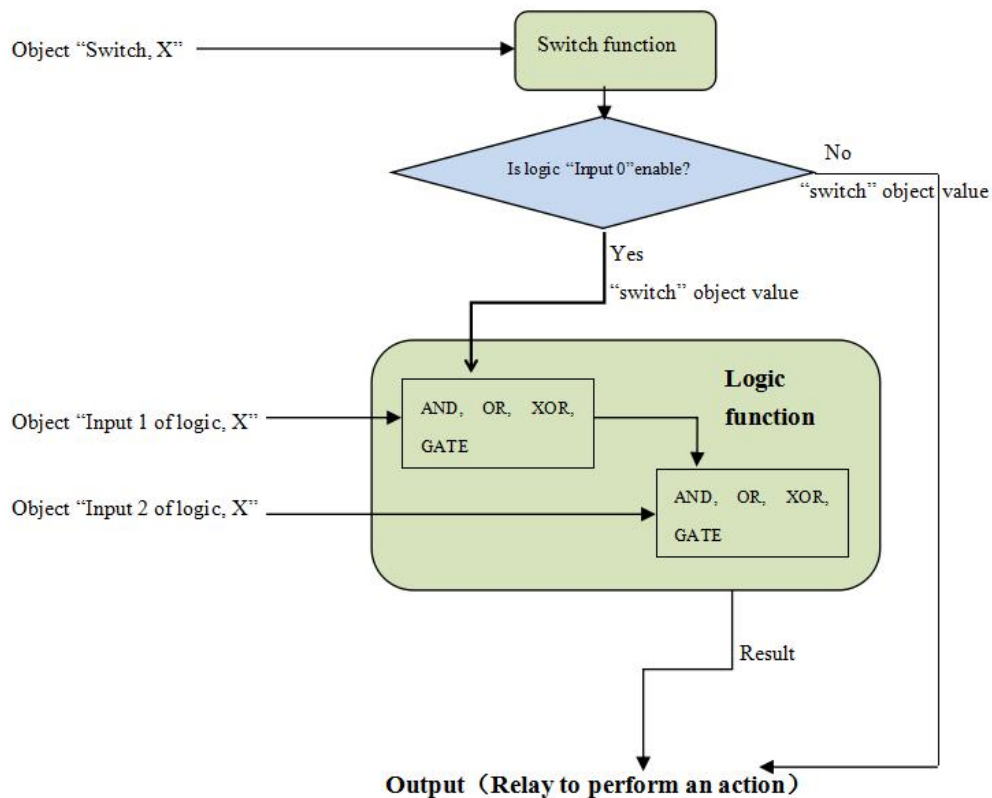 Object “Switch, X”
Switch function
Is logic “Input 0”enable?
No
“switch” object value
Yes
“switch” object value
Logic
function
Object “Input 1 of logic, X”
AND, OR, XOR,
GATE
Object “Input 2 of logic, X”
AND, OR, XOR,
GATE
Result
Output（Relay to perform an action）